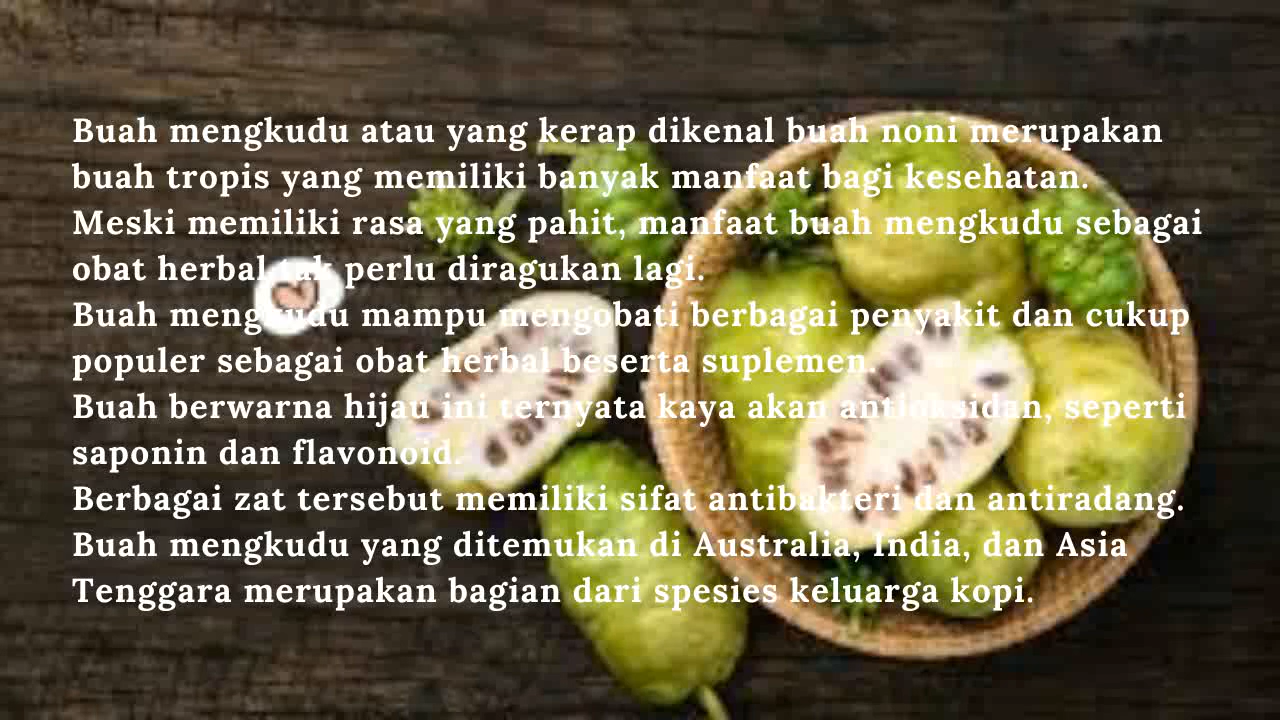 Buah mengkudu atau yang kerap dikenal buah noni merupakan
buah tropis yang memiliki banyak manfaat bagi kesehatan.
Meski memiliki rasa yang pahit, manfaat buah mengkudu sebagai
obat herbal tak perlu diragukan lagi.
Buah mengkudu mampu mengobati berbagai penyakit dan cukup
populer sebagai obat herbal beserta suplemen.
Buah berwarna hijau ini ternyata kaya akan antioksidan, seperti
saponin dan flavonoid.
Berbagai zat tersebut memiliki sifat antibakteri dan antiradang.
Buah mengkudu yang ditemukan di Australia, India, dan Asia
Tenggara merupakan bagian dari spesies keluarga kopi.